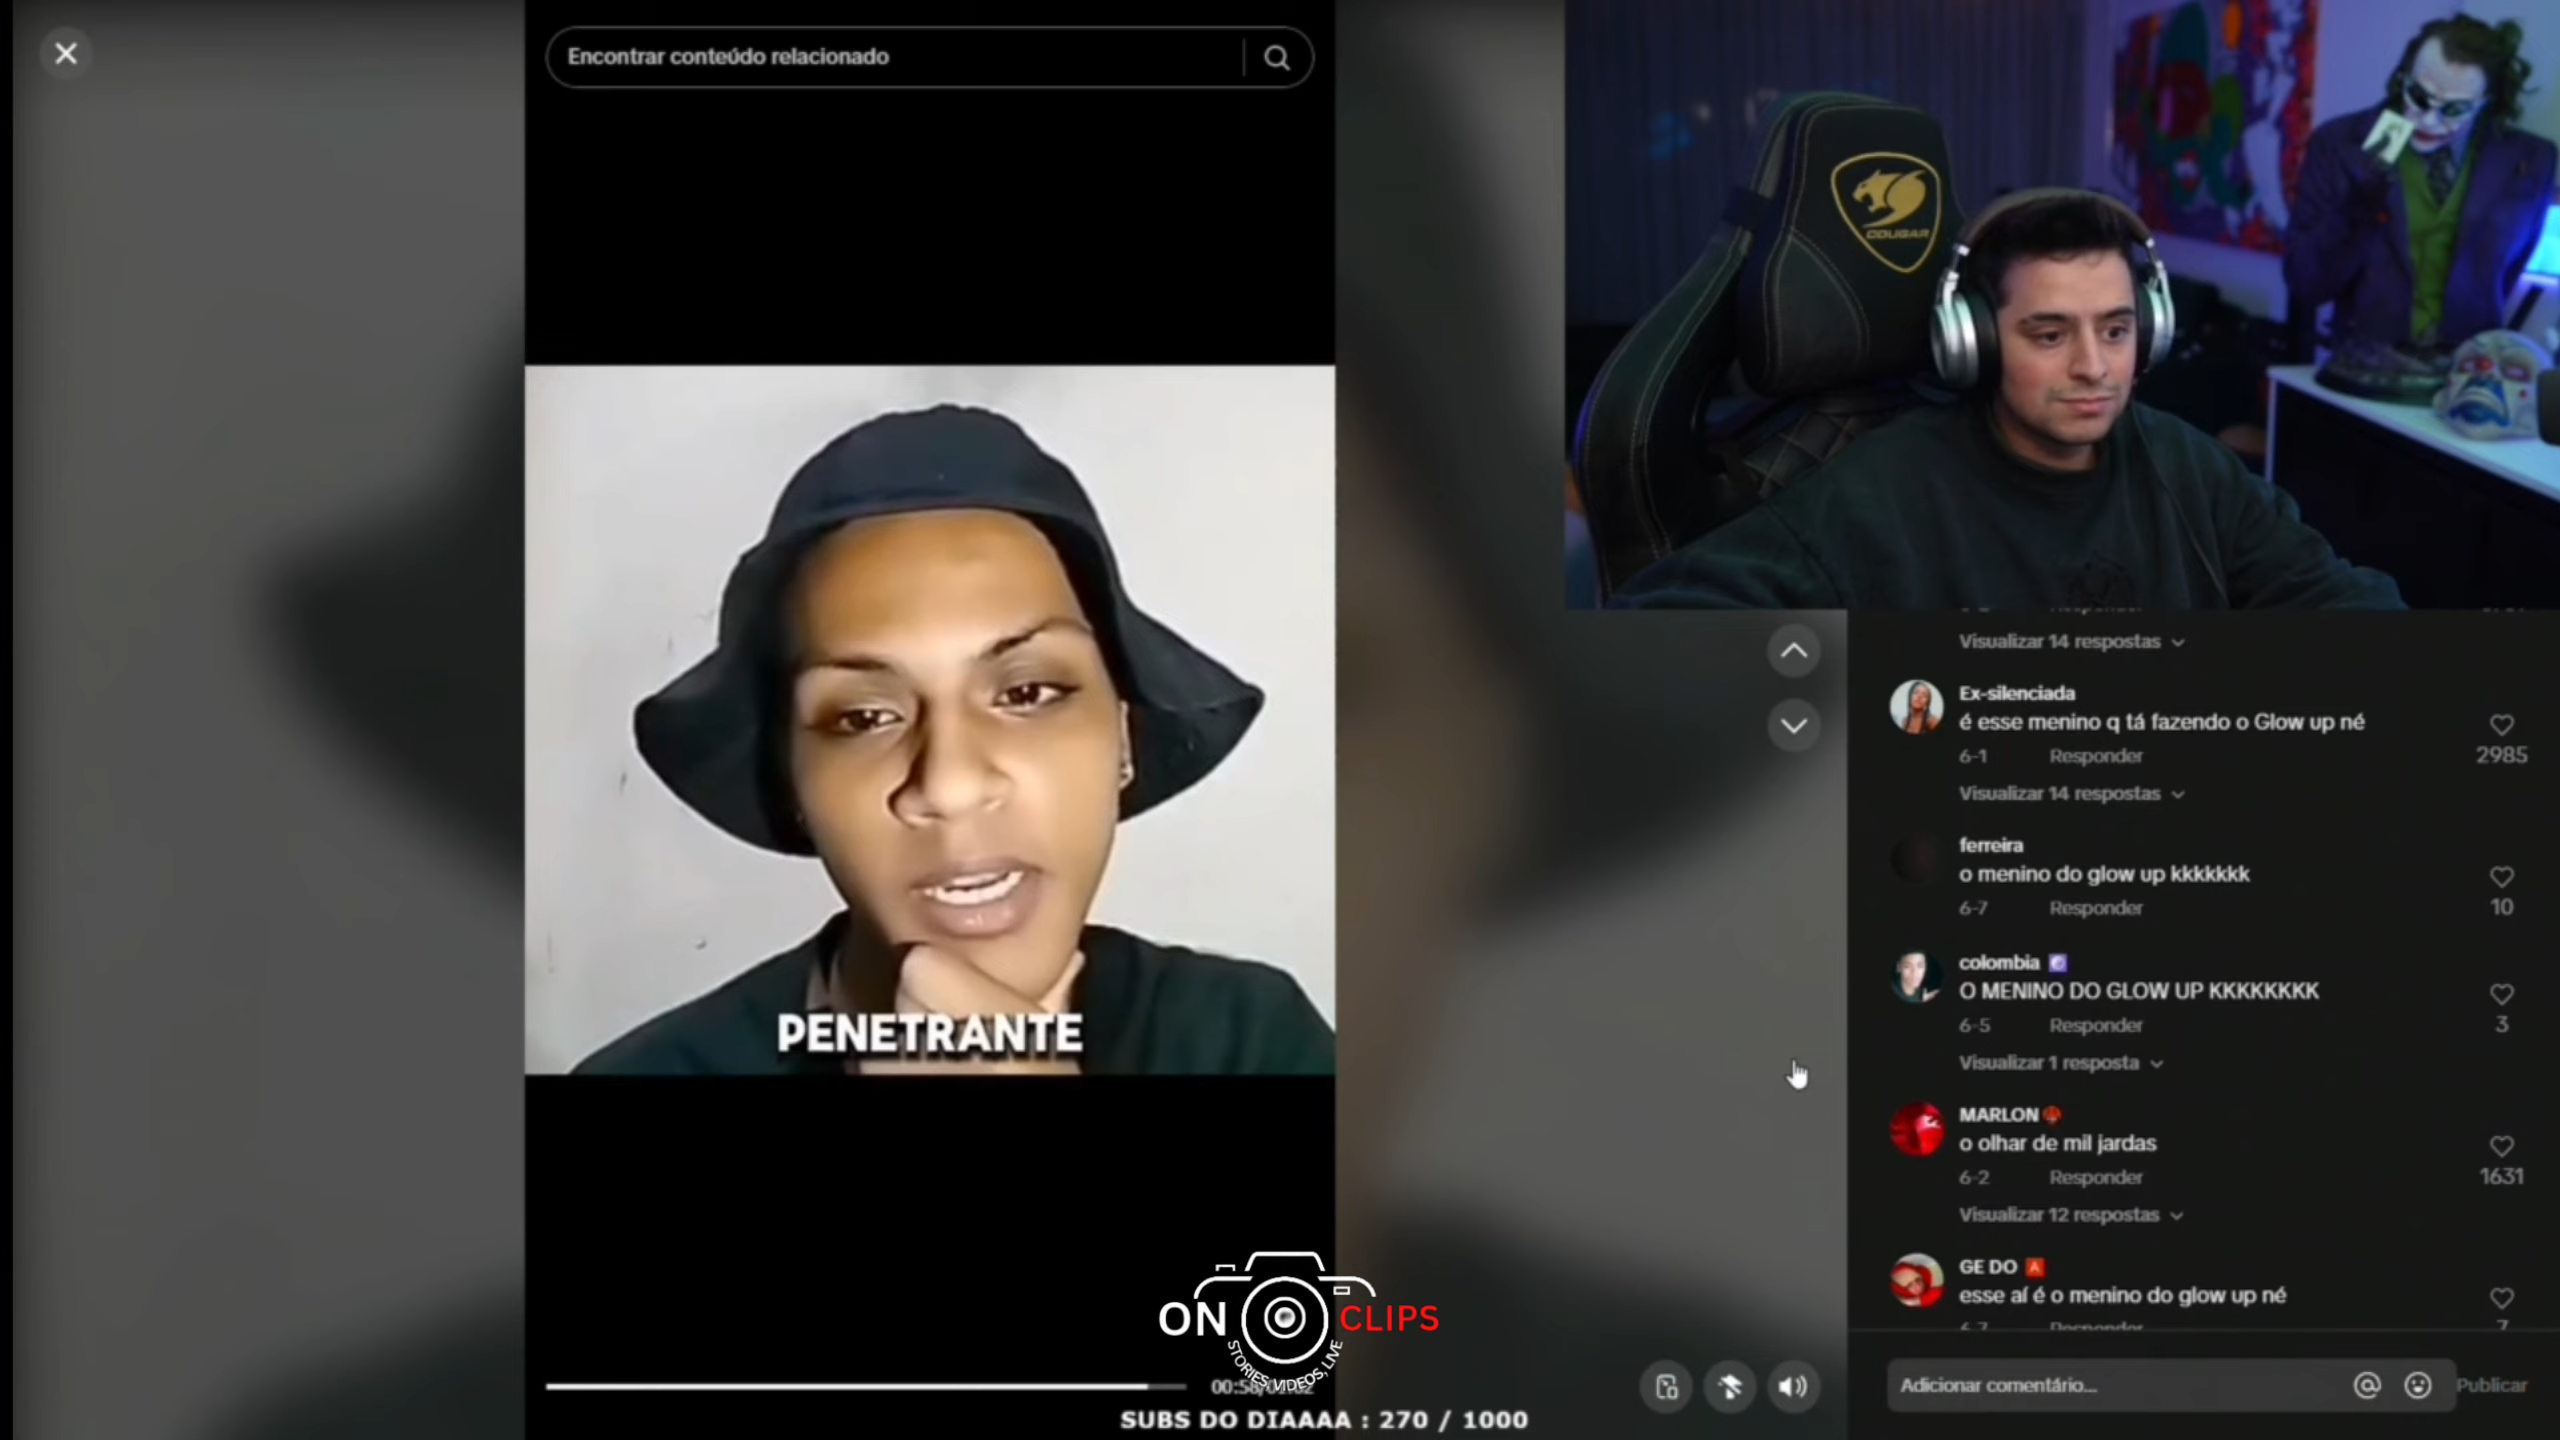 Encontrar conteúdo relacionado
COUGAR
Visualizar 14 respostas
Ex-silenciada
é esse menino q tá fazendo o Glow up né
6-1 Responder
2985
Visualizar 14 respostas
ferreira
o menino do glow up kkkkkkk
6-7 Responder
10
colombia
O MENINO DO GLOW UP KKKKKKKK
6-5 Responder
3
Visualizar 1 resposta
MARLON
o olhar de mil jardas
6-2 Responder
1631
Visualizar 12 respostas
GE DO A
esse aí é o menino do glow up né
Responder
7
Adicionar comentário...
Publicar
PENETRANTE
ON CLIPS
STORIES, VIDEOS, LIVE
SUBS DO DIAAAA : 270 / 1000